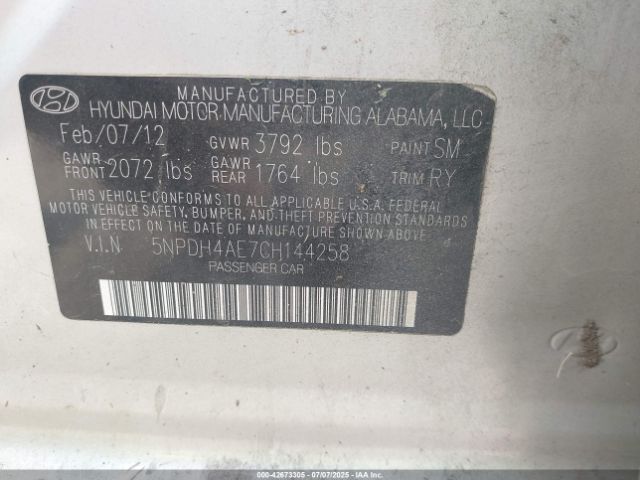 MANUFACTURED BY
HYUNDAI MOTOR MANUFACTURING ALABAMA, LLC
Feb/07/12 GVWR 3792 lbs PAINT SM
GAWR FRONT 2072 lbs GAWR REAR 1764 lbs TRIM RY
THIS VEHICLE CONFORMS TO ALL APPLICABLE U.S.A FEDERAL
MOTOR VEHICLE SAFETY, BUMPER, AND THEFT PREVENTION
STANDARDS IN EFFECT ON THE DATE OF MANUFACTURE
SHOWN ABOVE.
V.I.N 5NPDH4AE7CH144258
PASSENGER CAR
000-42673305 07/07/2025 - IAAI.COM